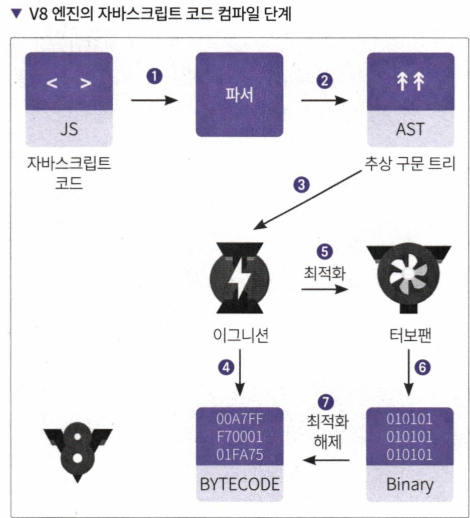 ▼ V8 엔진의 자바스크립트 코드 컴파일 단계
< >
JS
자바스크립트
코드
1
파서
2
AST
추상 구문 트리
3
이그니션
5
최적화
터보팬
4
6
00A7FF
F70001
01FA75
BYTECODE
7
최적화
해제
010101
010101
010101
Binary
8